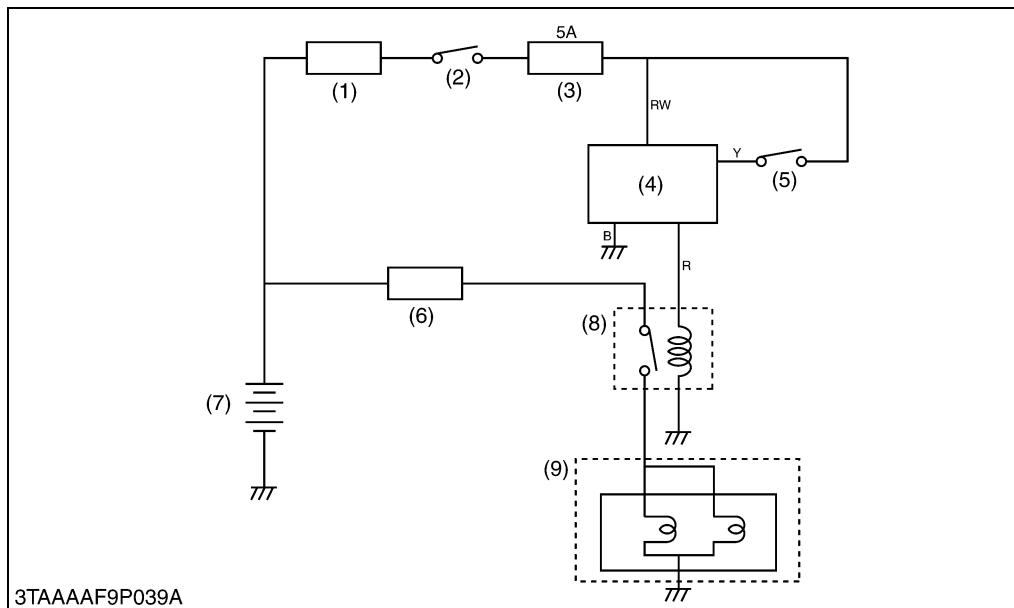 5A
(1)
(2)
(3)
RW
Y
(4)
(5)
B
R
(6)
(8)
(7)
(9)
3TAAAAF9P039A